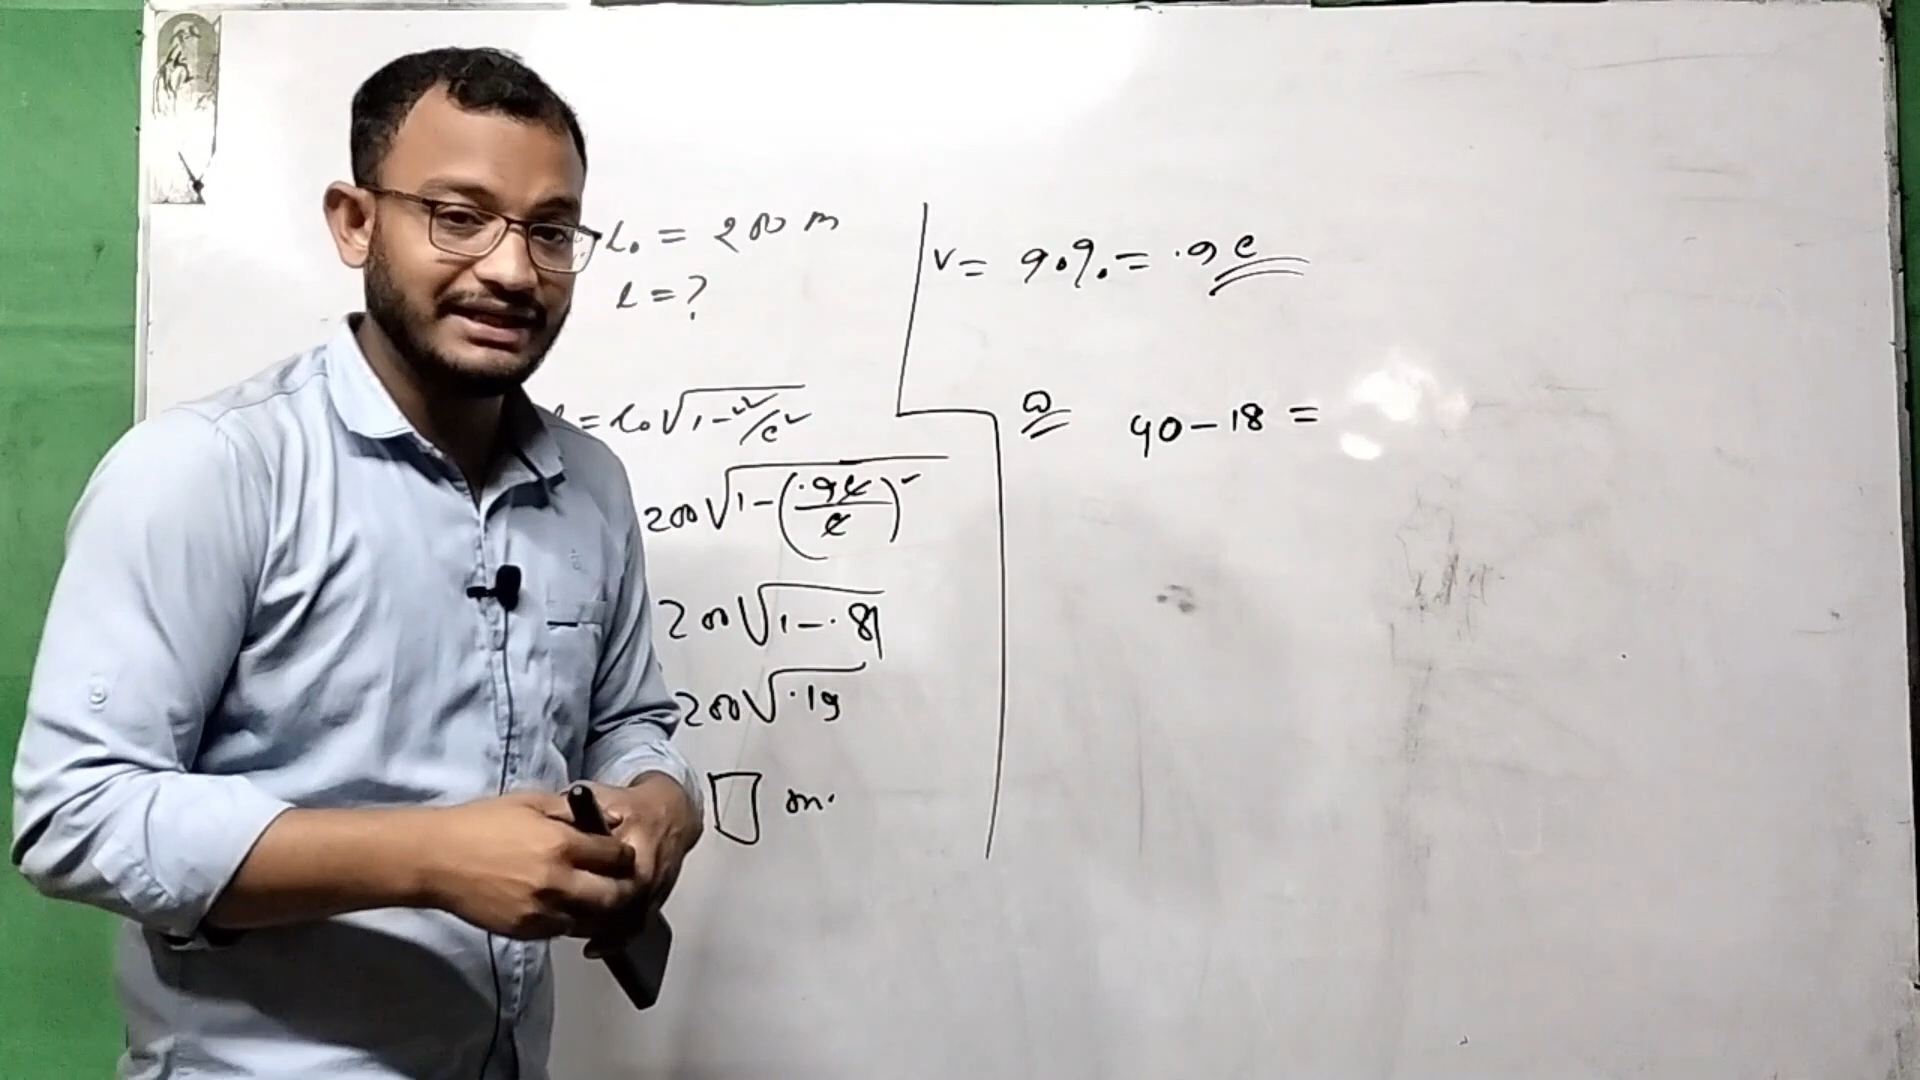 l₀ = 200 m
l = ?
= l₀√1-v²/c²
200√1-(.9c/c)²
200√1-.81
200√.19
□ m.
v = 90% = .9c
ထ 40-18 =